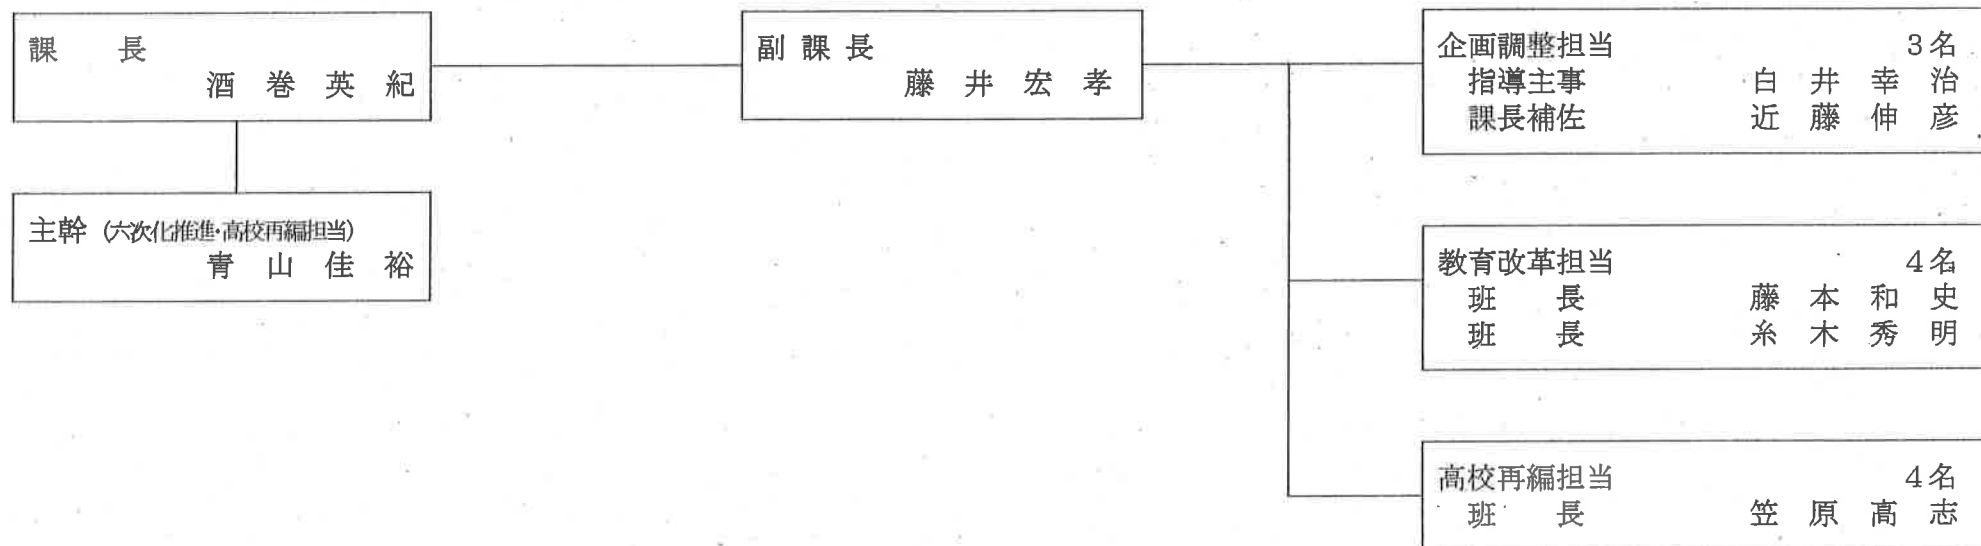 課　長
酒巻英紀
主幹（六次化推進・高校再編担当）
青山佳裕
副課長
藤井宏孝
企画調整担当　3名
指導主事　白井幸治
課長補佐　近藤伸彦
教育改革担当　4名
班　長　藤本和史
班　長　糸木秀明
高校再編担当　4名
班　長　笠原高志